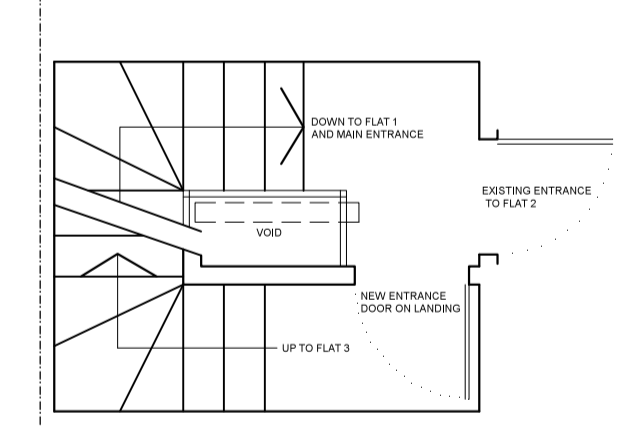 DOWN TO FLAT 1
AND MAIN ENTRANCE
EXISTING ENTRANCE
TO FLAT 2
VOID
NEW ENTRANCE
DOOR ON LANDING
UP TO FLAT 3